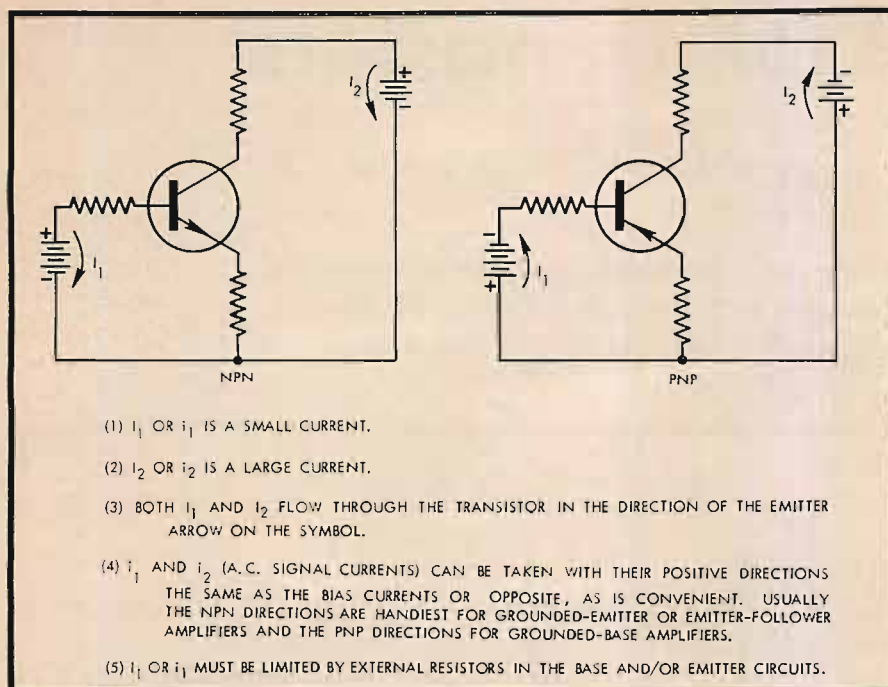 +
I₂
-
+
I₁
-
NPN
-
I₂
+
-
I₁
+
PNP
(1) I₁ OR i₁ IS A SMALL CURRENT.
(2) I₂ OR i₂ IS A LARGE CURRENT.
(3) BOTH I₁ AND I₂ FLOW THROUGH THE TRANSISTOR IN THE DIRECTION OF THE EMITTER
ARROW ON THE SYMBOL.
(4) i₁ AND i₂ (A.C. SIGNAL CURRENTS) CAN BE TAKEN WITH THEIR POSITIVE DIRECTIONS
THE SAME AS THE BIAS CURRENTS OR OPPOSITE, AS IS CONVENIENT. USUALLY
THE NPN DIRECTIONS ARE HANDIEST FOR GROUNDED-EMITTER OR EMITTER-FOLLOWER
AMPLIFIERS AND THE PNP DIRECTIONS FOR GROUNDED-BASE AMPLIFIERS.
(5) I₁ OR i₁ MUST BE LIMITED BY EXTERNAL RESISTORS IN THE BASE AND/OR EMITTER CIRCUITS.